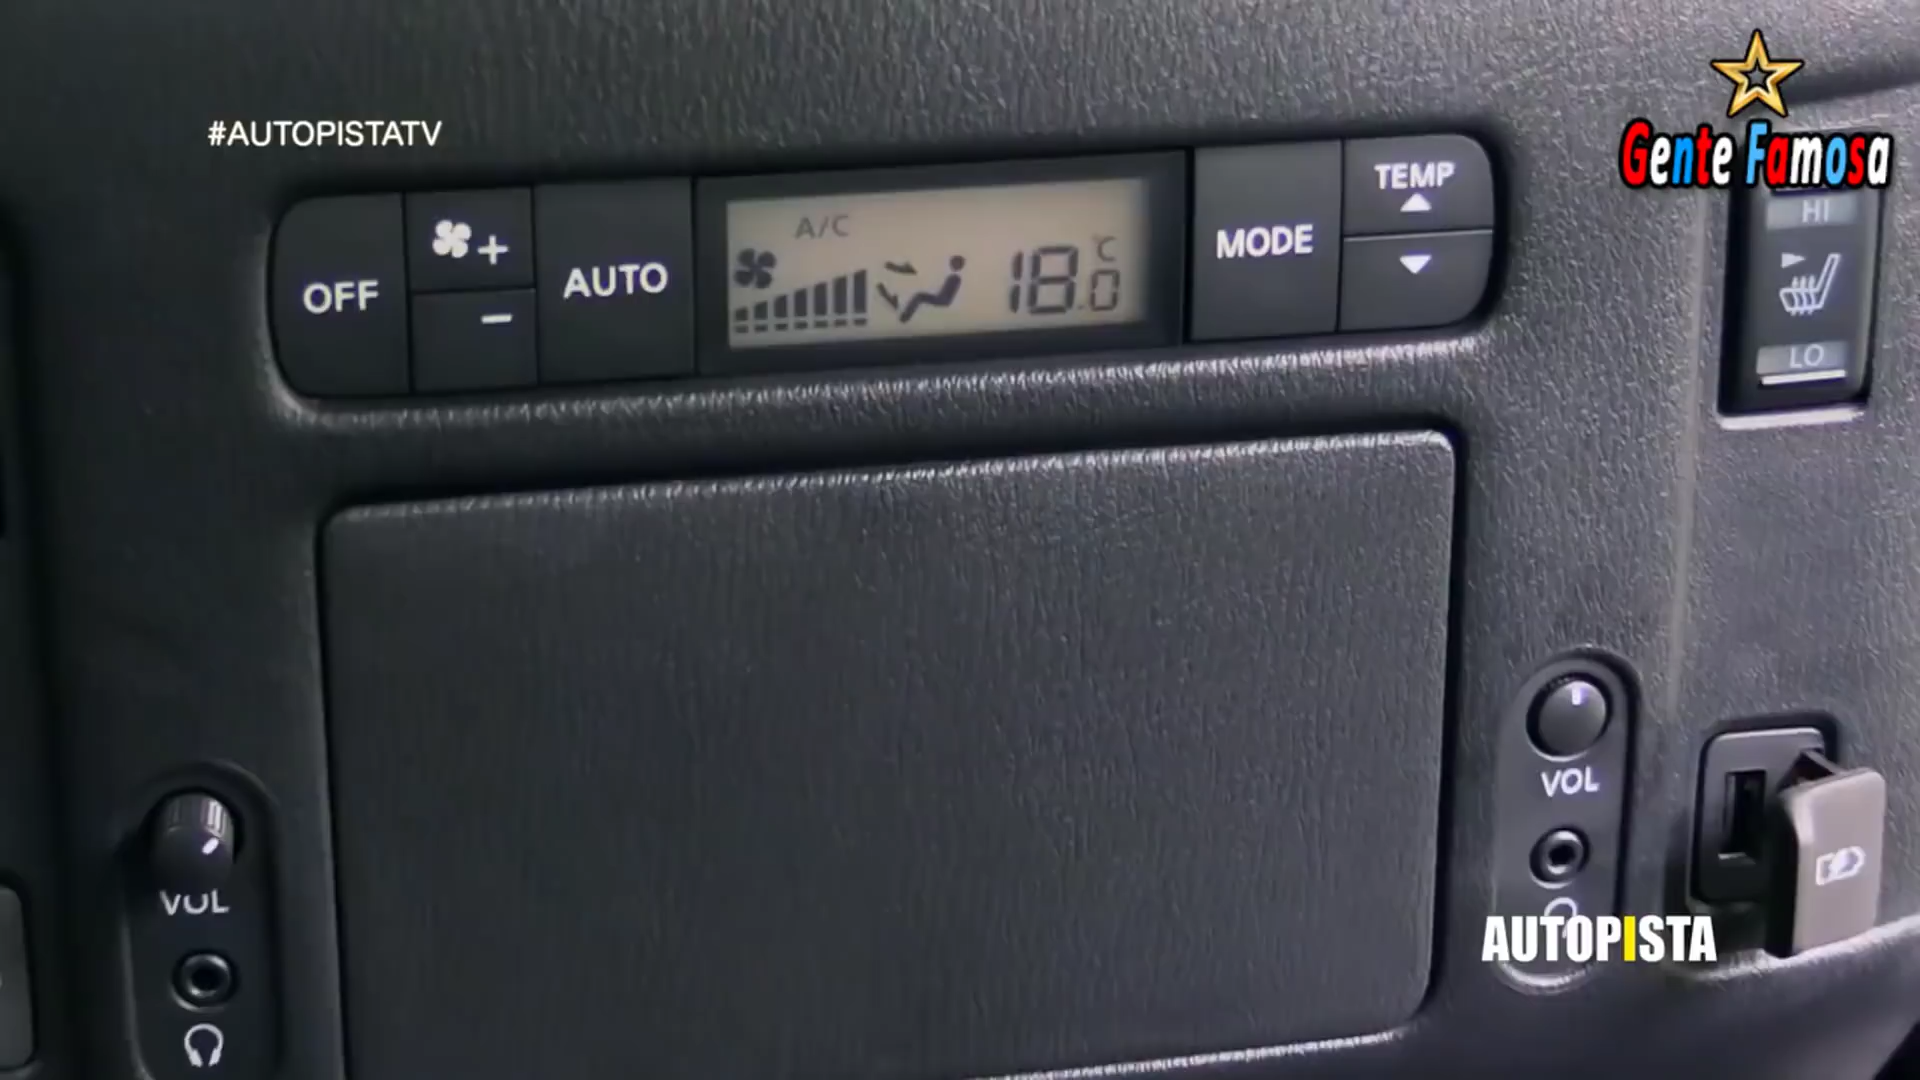 #AUTOPISTATV
Gente Famosa
OFF
+
-
AUTO
A/C
18.0 °C
MODE
TEMP
HI
LO
VOL
VOL
AUTOPISTA